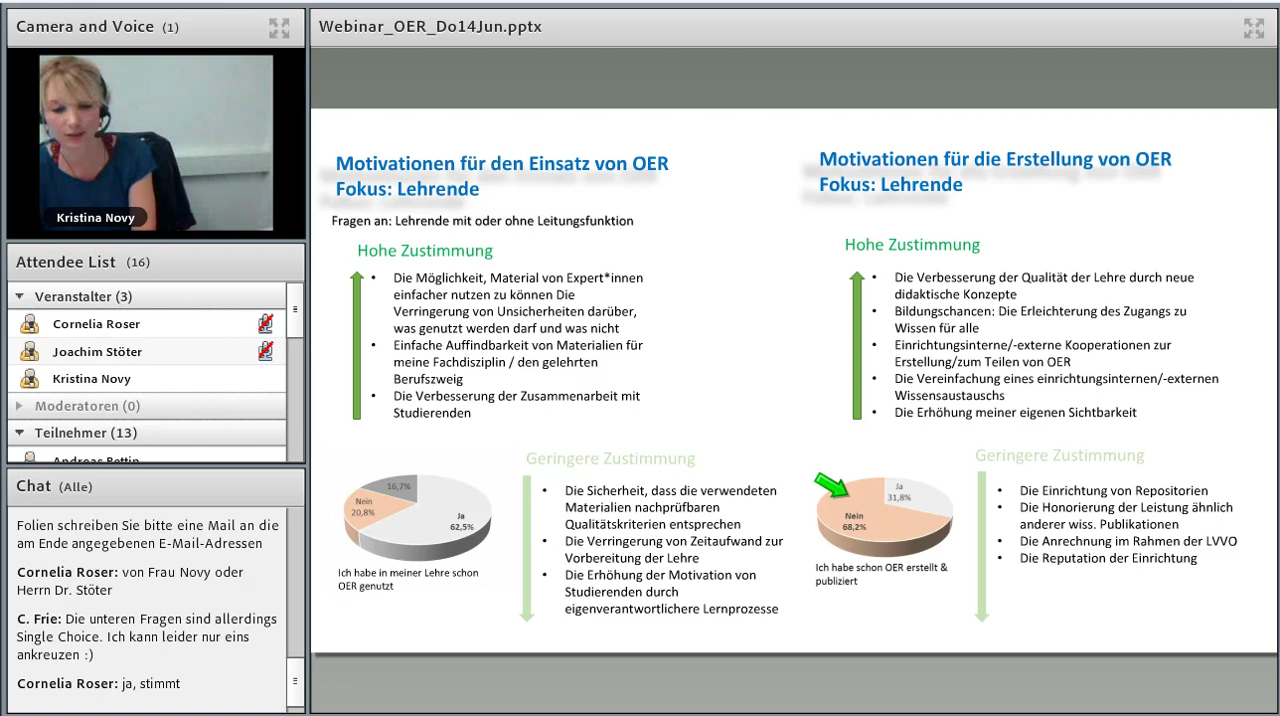 Camera and Voice (1)
Kristina Novy
Attendee List (16)
Veranstalter (3)
Cornelia Roser
Joachim Stöter
Kristina Novy
Moderatoren (0)
Teilnehmer (13)
Andreas Bettin
Chat (Alle)
Folien schreiben Sie bitte eine Mail an die
am Ende angegebenen E-Mail-Adressen
Cornelia Roser: von Frau Novy oder
Herrn Dr. Stöter
C. Frie: Die unteren Fragen sind allerdings
Single Choice. Ich kann leider nur eins
ankreuzen :)
Cornelia Roser: ja, stimmt
Webinar_OER_Do14Jun.pptx
Motivationen für den Einsatz von OER
Fokus: Lehrende
Fragen an: Lehrende mit oder ohne Leitungsfunktion
Hohe Zustimmung
• Die Möglichkeit, Material von Expert*innen
einfacher nutzen zu können Die
Verringerung von Unsicherheiten darüber,
was genutzt werden darf und was nicht
• Einfache Auffindbarkeit von Materialien für
meine Fachdisziplin / den gelehrten
Berufszweig
• Die Verbesserung der Zusammenarbeit mit
Studierenden
16,7%
Nein
20,8%
Ja
62,5%
Ich habe in meiner Lehre schon
OER genutzt
Geringere Zustimmung
• Die Sicherheit, dass die verwendeten
Materialien nachprüfbaren
Qualitätskriterien entsprechen
• Die Verringerung von Zeitaufwand zur
Vorbereitung der Lehre
• Die Erhöhung der Motivation von
Studierenden durch
eigenverantwortlichere Lernprozesse
Motivationen für die Erstellung von OER
Fokus: Lehrende
Hohe Zustimmung
• Die Verbesserung der Qualität der Lehre durch neue
didaktische Konzepte
• Bildungschancen: Die Erleichterung des Zugangs zu
Wissen für alle
• Einrichtungsinterne/-externe Kooperationen zur
Erstellung/zum Teilen von OER
• Die Vereinfachung eines einrichtungsinternen/-externen
Wissensaustauschs
• Die Erhöhung meiner eigenen Sichtbarkeit
Ja
31,8%
Nein
68,2%
Ich habe schon OER erstellt &
publiziert
Geringere Zustimmung
• Die Einrichtung von Repositorien
• Die Honorierung der Leistung ähnlich
anderer wiss. Publikationen
• Die Anrechnung im Rahmen der LVVO
• Die Reputation der Einrichtung